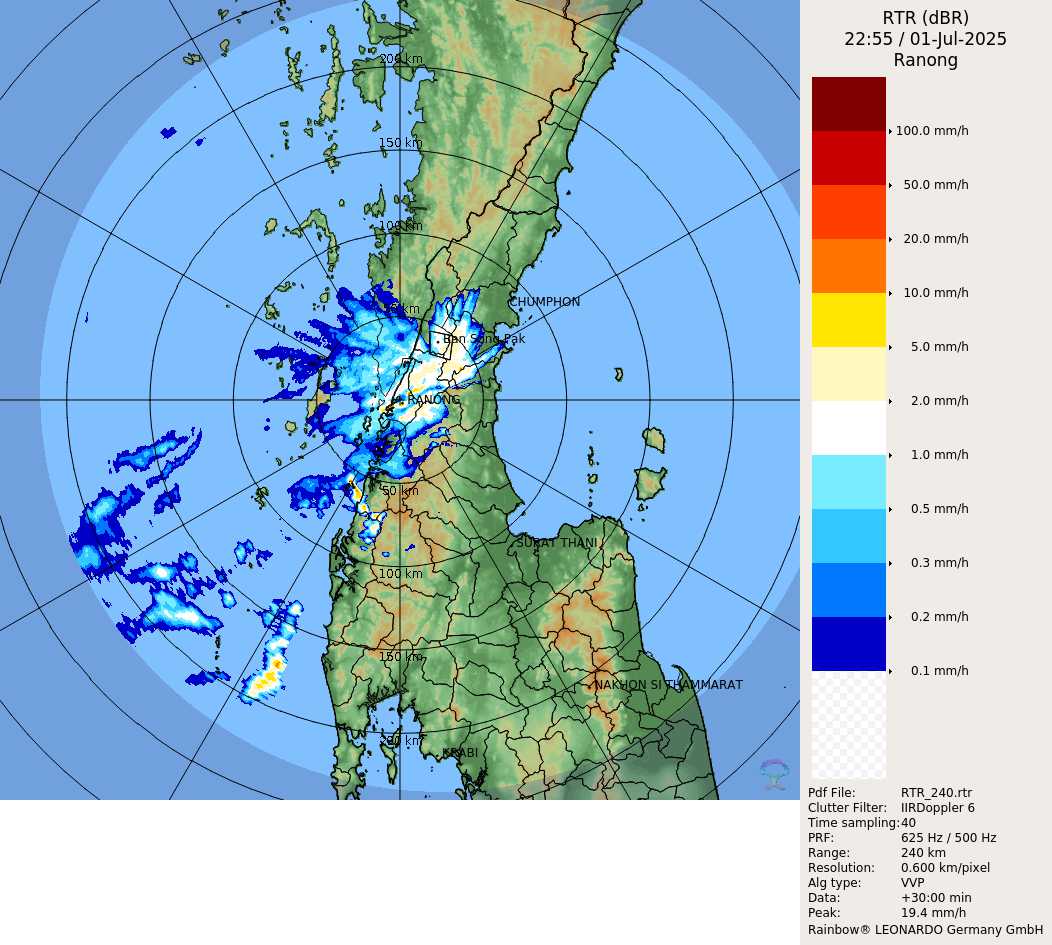 RTR (dBR)
22:55 / 01-Jul-2025
Ranong
100.0 mm/h
50.0 mm/h
20.0 mm/h
10.0 mm/h
5.0 mm/h
2.0 mm/h
1.0 mm/h
0.5 mm/h
0.3 mm/h
0.2 mm/h
0.1 mm/h
Pdf File: RTR_240.rtr
Clutter Filter: IIRDoppler 6
Time sampling: 40
PRF: 625 Hz / 500 Hz
Range: 240 km
Resolution: 0.600 km/pixel
Alg type: VVP
Data: +30:00 min
Peak: 19.4 mm/h
Rainbow® LEONARDO Germany GmbH
200 km
150 km
100 km
50 km
CHUMPHON
Ban Song Pak
RANONG
50 km
SURAT THANI
100 km
150 km
NAKHON SI THAMMARAT
200 km
KRABI